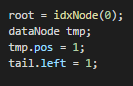 root = idxNode(0);
dataNode tmp;
tmp.pos = 1;
tail.left = 1;